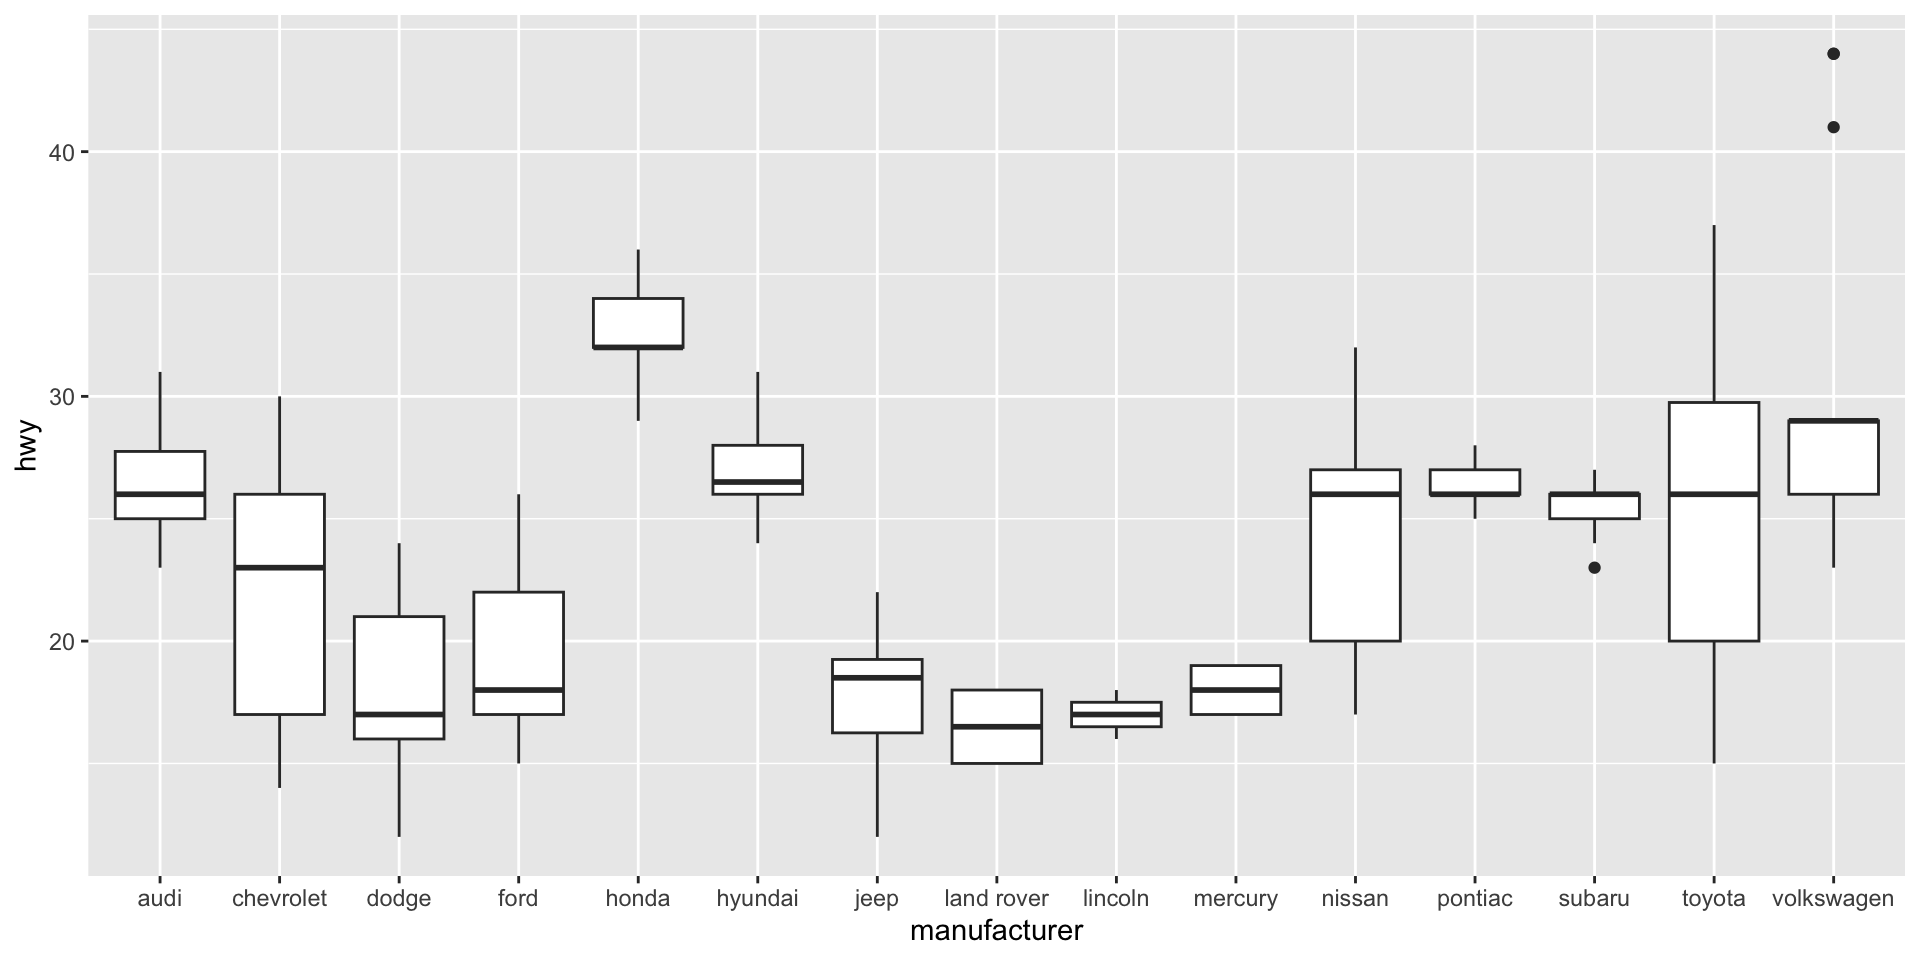 hwy
40
30
20
audi chevrolet dodge ford honda hyundai jeep land rover lincoln mercury nissan pontiac subaru toyota volkswagen
manufacturer